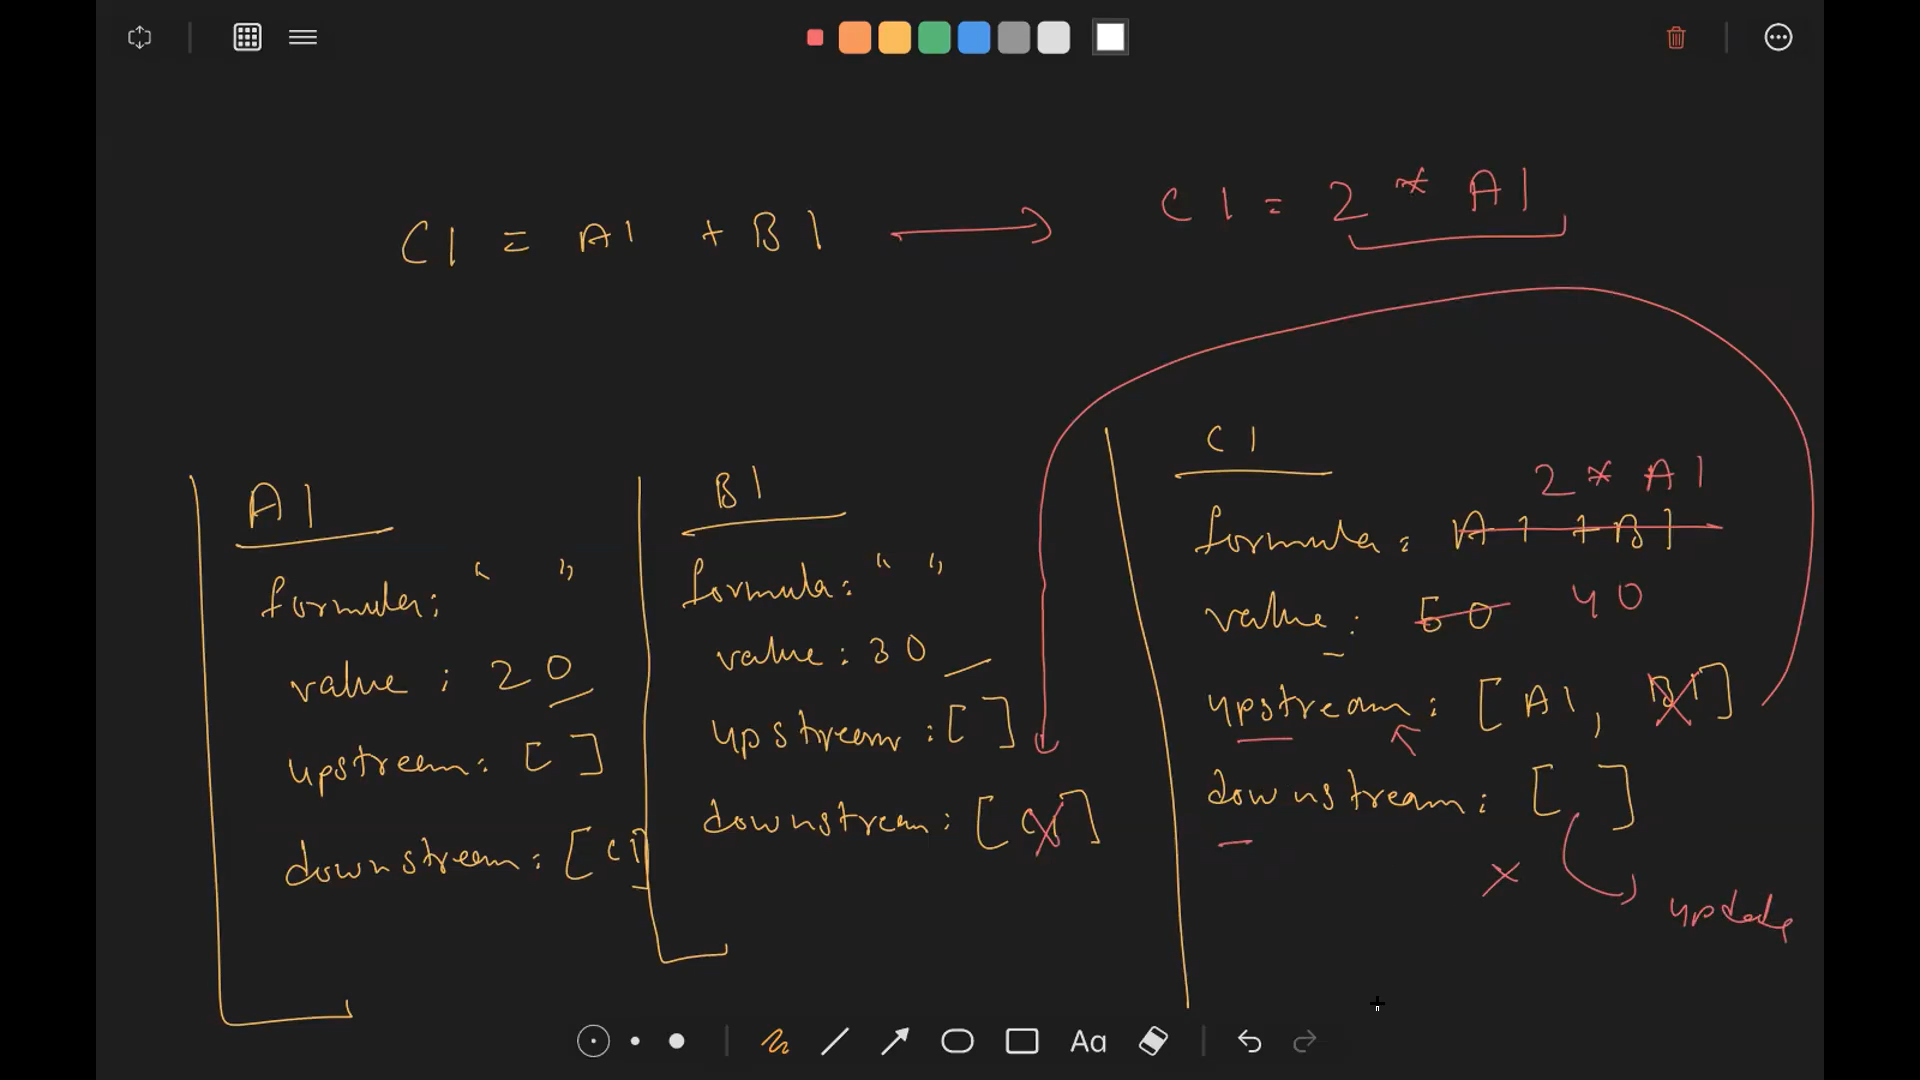 C1 = A1 + B1
C1 = 2 * A1
A1
formula: " "
value : 20
upstream: [ ]
downstream: [C1]
B1
formula: " "
value : 30
upstream : [ ]
downstream : [C1]
C1
2 * A1
formula : A1 + B1
value : 50 40
upstream : [A1, B1]
downstream : [ ]
x
update
Aa